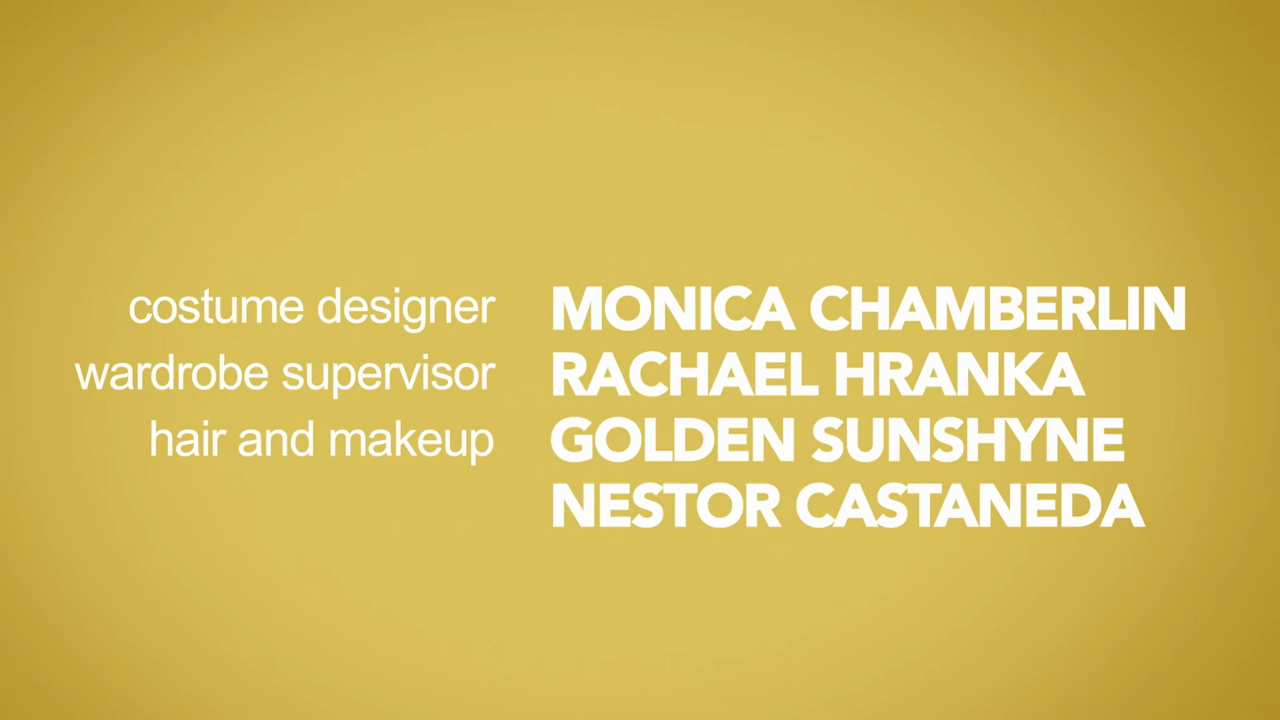 costume designer MONICA CHAMBERLIN
wardrobe supervisor RACHAEL HRANKA
hair and makeup GOLDEN SUNSHYNE
NESTOR CASTANEDA